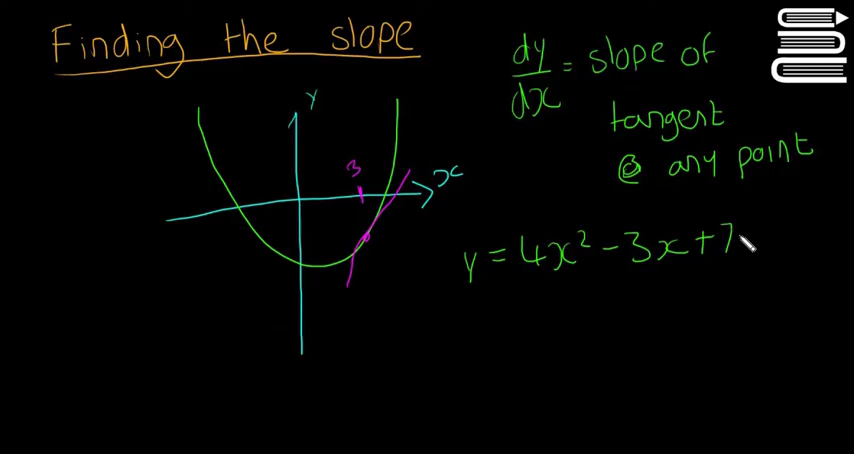 Finding the slope
dy/dx = slope of
tangent
@ any point
y
3
x
y = 4x² - 3x + 7